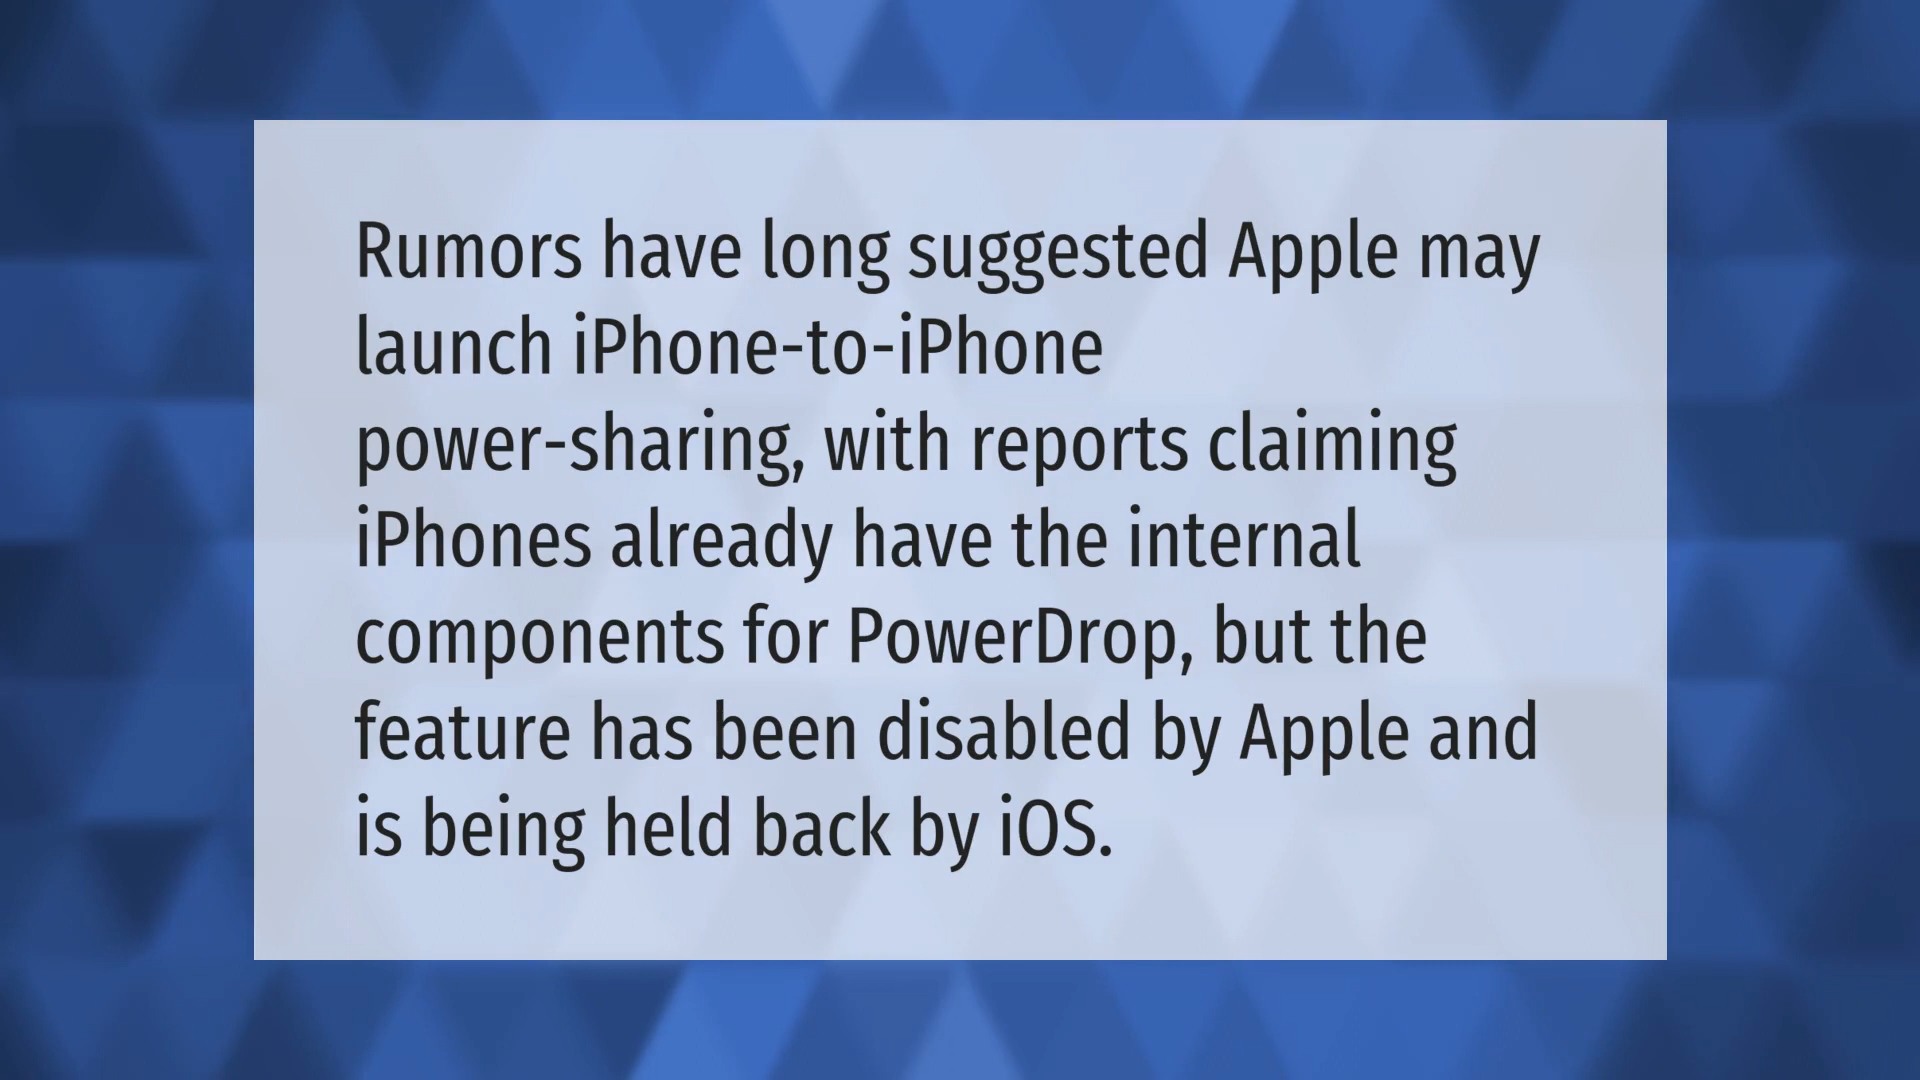 Rumors have long suggested Apple may
launch iPhone-to-iPhone
power-sharing, with reports claiming
iPhones already have the internal
components for PowerDrop, but the
feature has been disabled by Apple and
is being held back by iOS.